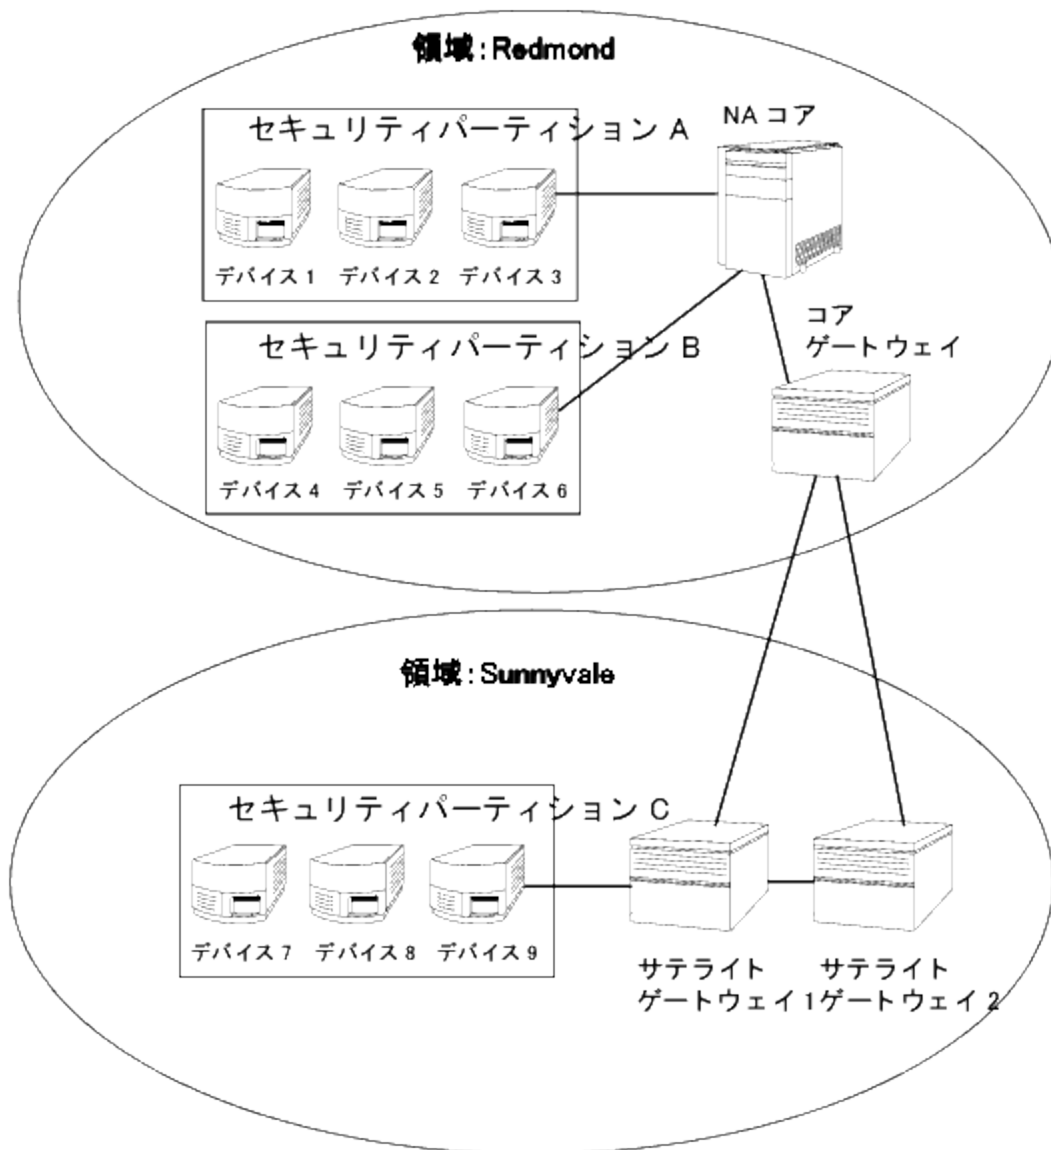 領域:Redmond
セキュリティパーティション A
NA コア
デバイス 1
デバイス 2
デバイス 3
コア
ゲートウェイ
セキュリティパーティション B
デバイス 4
デバイス 5
デバイス 6
領域:Sunnyvale
セキュリティパーティション C
デバイス 7
デバイス 8
デバイス 9
サテライト
ゲートウェイ 1
サテライト
ゲートウェイ 2